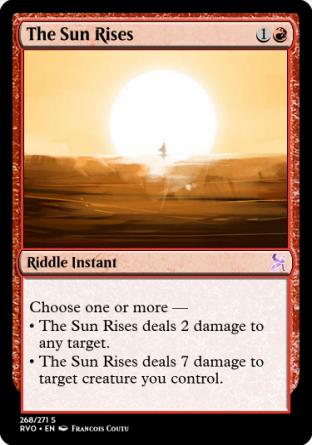 The Sun Rises 1
Riddle Instant
Choose one or more —
• The Sun Rises deals 2 damage to
any target.
• The Sun Rises deals 7 damage to
target creature you control.
268/271 S
RVO • EN FRANCOIS COUTU